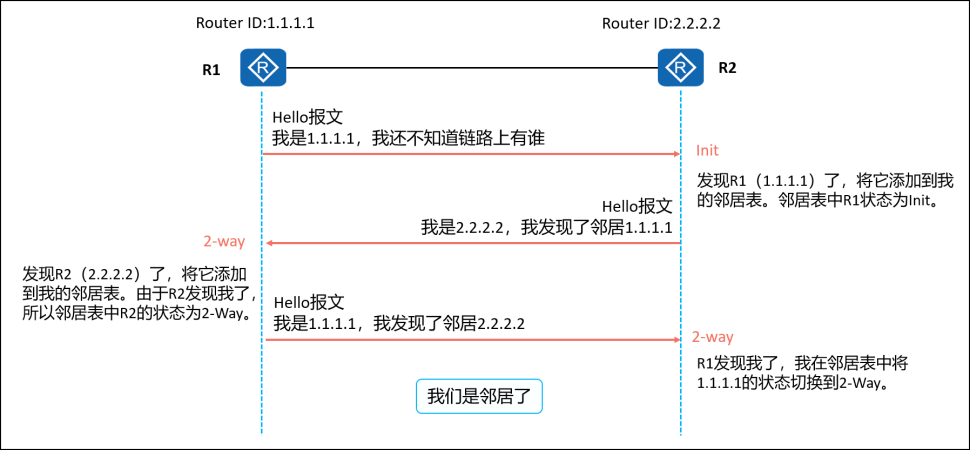 Router ID:1.1.1.1
Router ID:2.2.2.2
R1
R
R
R2
Hello报文
我是1.1.1.1，我还不知道链路上有谁
Init
发现R1（1.1.1.1）了，将它添加到我
的邻居表。邻居表中R1状态为Init。
Hello报文
我是2.2.2.2，我发现了邻居1.1.1.1
2-way
发现R2（2.2.2.2）了，将它添加
到我的邻居表。由于R2发现我了，
所以邻居表中R2的状态为2-Way。
Hello报文
我是1.1.1.1，我发现了邻居2.2.2.2
2-way
R1发现我了，我在邻居表中将
1.1.1.1的状态切换到2-Way。
我们是邻居了